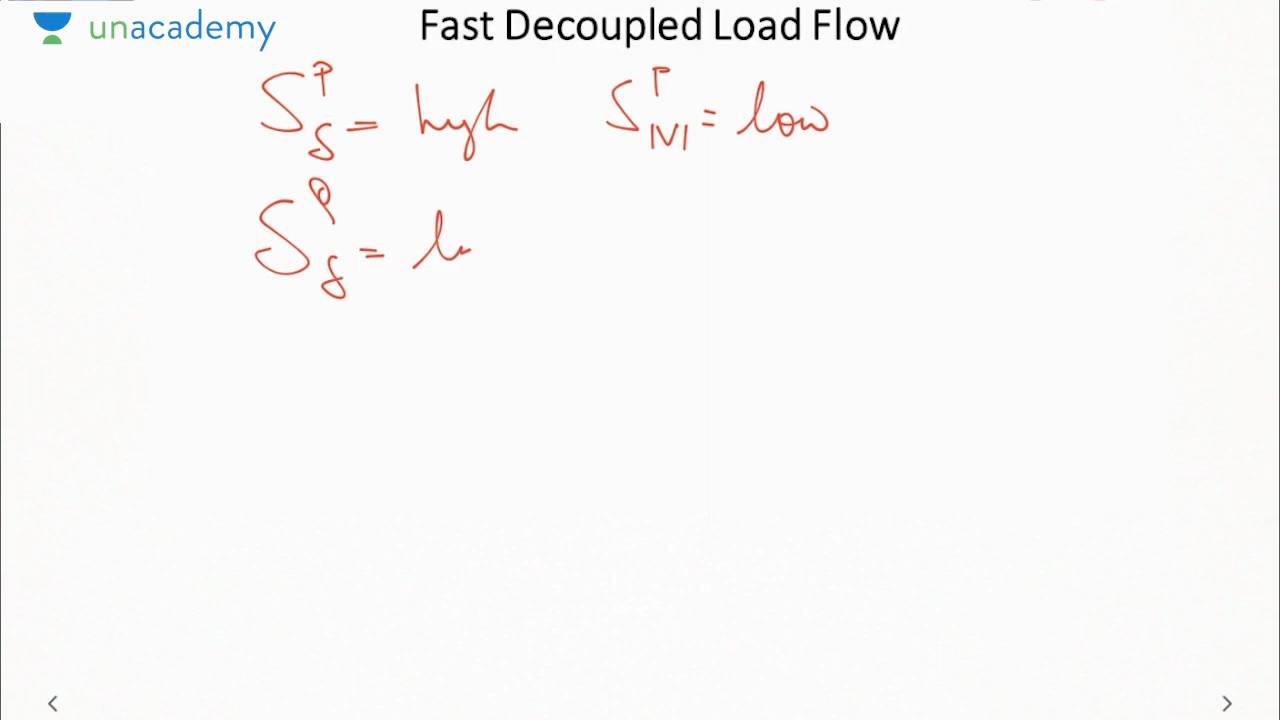 unacademy
Fast Decoupled Load Flow
S^P_δ = high S^P_|V| = low
S^Q_δ = l